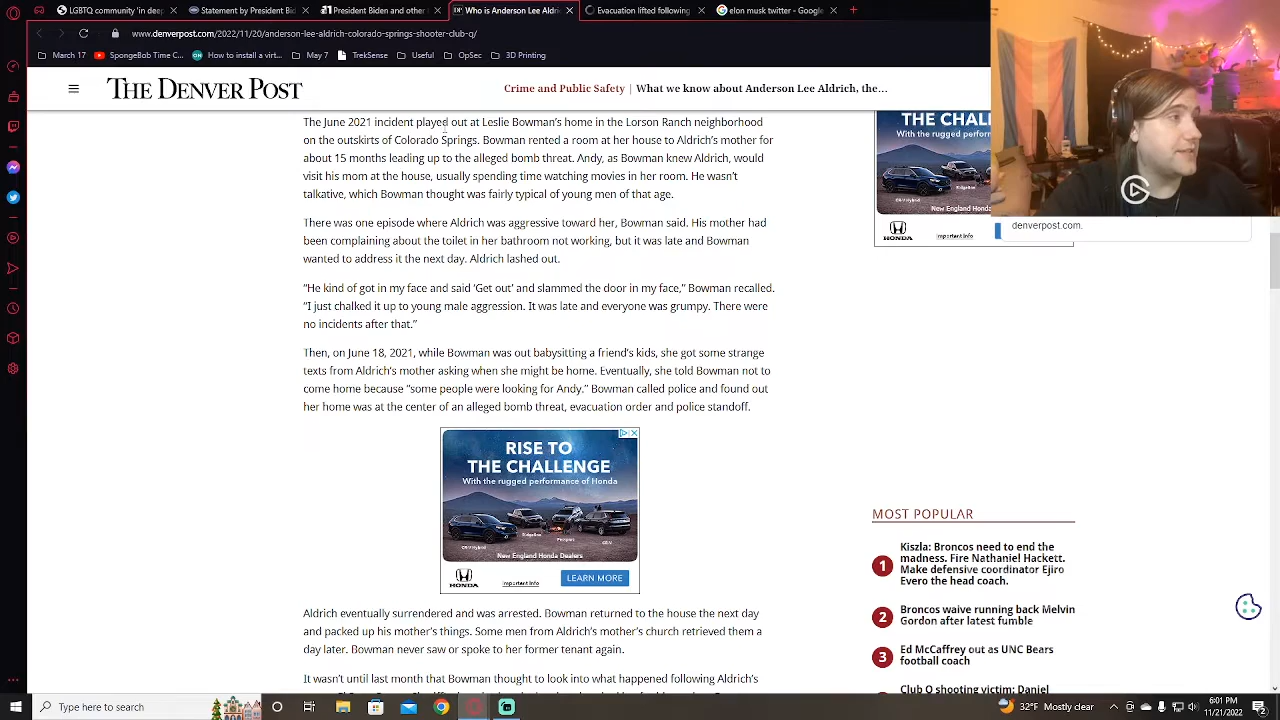 LGBTQ community 'in deep
Statement by President Bid
President Biden and other
Who is Anderson Lee Aldri
Evacuation lifted following
elon musk twitter - Google
www.denverpost.com/2022/11/20/anderson-lee-aldrich-colorado-springs-shooter-club-q/
March 17
SpongeBob Time C...
How to install a virt...
May 7
TrekSense
Useful
OpSec
3D Printing
THE DENVER POST
Crime and Public Safety | What we know about Anderson Lee Aldrich, the...
The June 2021 incident played out at Leslie Bowman's home in the Lorson Ranch neighborhood
on the outskirts of Colorado Springs. Bowman rented a room at her house to Aldrich's mother for
about 15 months leading up to the alleged bomb threat. Andy, as Bowman knew Aldrich, would
visit his mom at the house, usually spending time watching movies in her room. He wasn't
talkative, which Bowman thought was fairly typical of young men of that age.
There was one episode where Aldrich was aggressive toward her, Bowman said. His mother had
been complaining about the toilet in her bathroom not working, but it was late and Bowman
wanted to address it the next day. Aldrich lashed out.
"He kind of got in my face and said 'Get out' and slammed the door in my face," Bowman recalled.
"I just chalked it up to young male aggression. It was late and everyone was grumpy. There were
no incidents after that."
Then, on June 18, 2021, while Bowman was out babysitting a friend's kids, she got some strange
texts from Aldrich's mother asking when she might be home. Eventually, she told Bowman not to
come home because "some people were looking for Andy." Bowman called police and found out
her home was at the center of an alleged bomb threat, evacuation order and police standoff.
RISE TO
THE CHALLENGE
With the rugged performance of Honda
CR-V Hybrid
Ridgeline
Passport
CR-V
New England Honda Dealers
HONDA
Important Info
LEARN MORE
Aldrich eventually surrendered and was arrested. Bowman returned to the house the next day
and packed up his mother's things. Some men from Aldrich's mother's church retrieved them a
day later. Bowman never saw or spoke to her former tenant again.
It wasn't until last month that Bowman thought to look into what happened following Aldrich's
THE CHAL
With the rugged perform
CR-V Hybrid
Ridgeline
New England Honda
HONDA
Important Info
denverpost.com.
MOST POPULAR
1
Kiszla: Broncos need to end the
madness. Fire Nathaniel Hackett.
Make defensive coordinator Ejiro
Evero the head coach.
2
Broncos waive running back Melvin
Gordon after latest fumble
3
Ed McCaffrey out as UNC Bears
football coach
Club Q shooting victim: Daniel
Type here to search
32°F Mostly clear
6:01 PM
11/21/2022